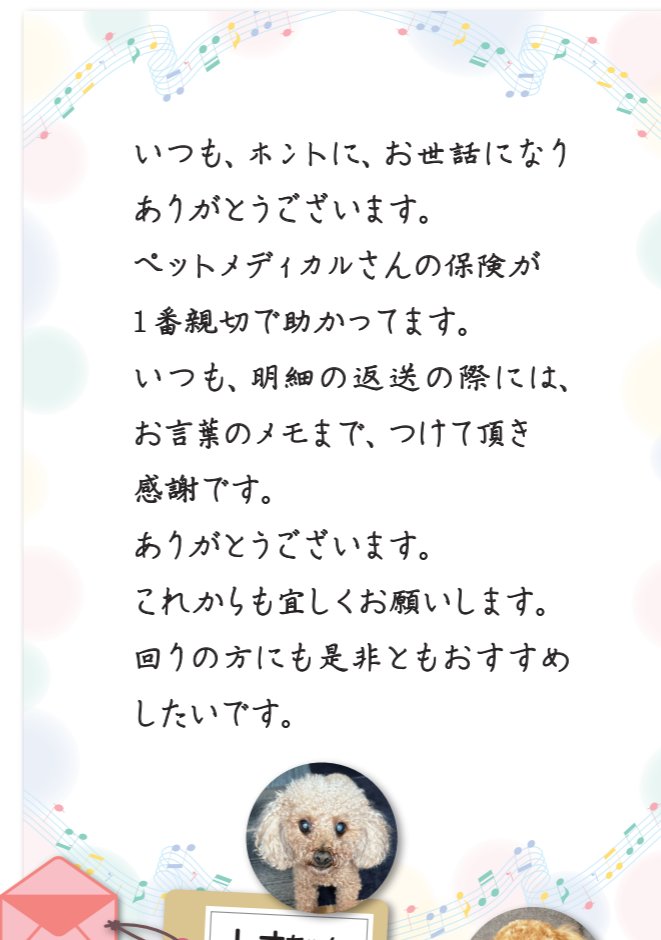 いつも、ホントに、お世話になり
ありがとうございます。
ペットメディカルさんの保険が
1番親切で助かってます。
いつも、明細の返送の際には、
お言葉のメモまで、つけて頂き
感謝です。
ありがとうございます。
これからも宜しくお願いします。
回りの方にも是非ともおすすめ
したいです。